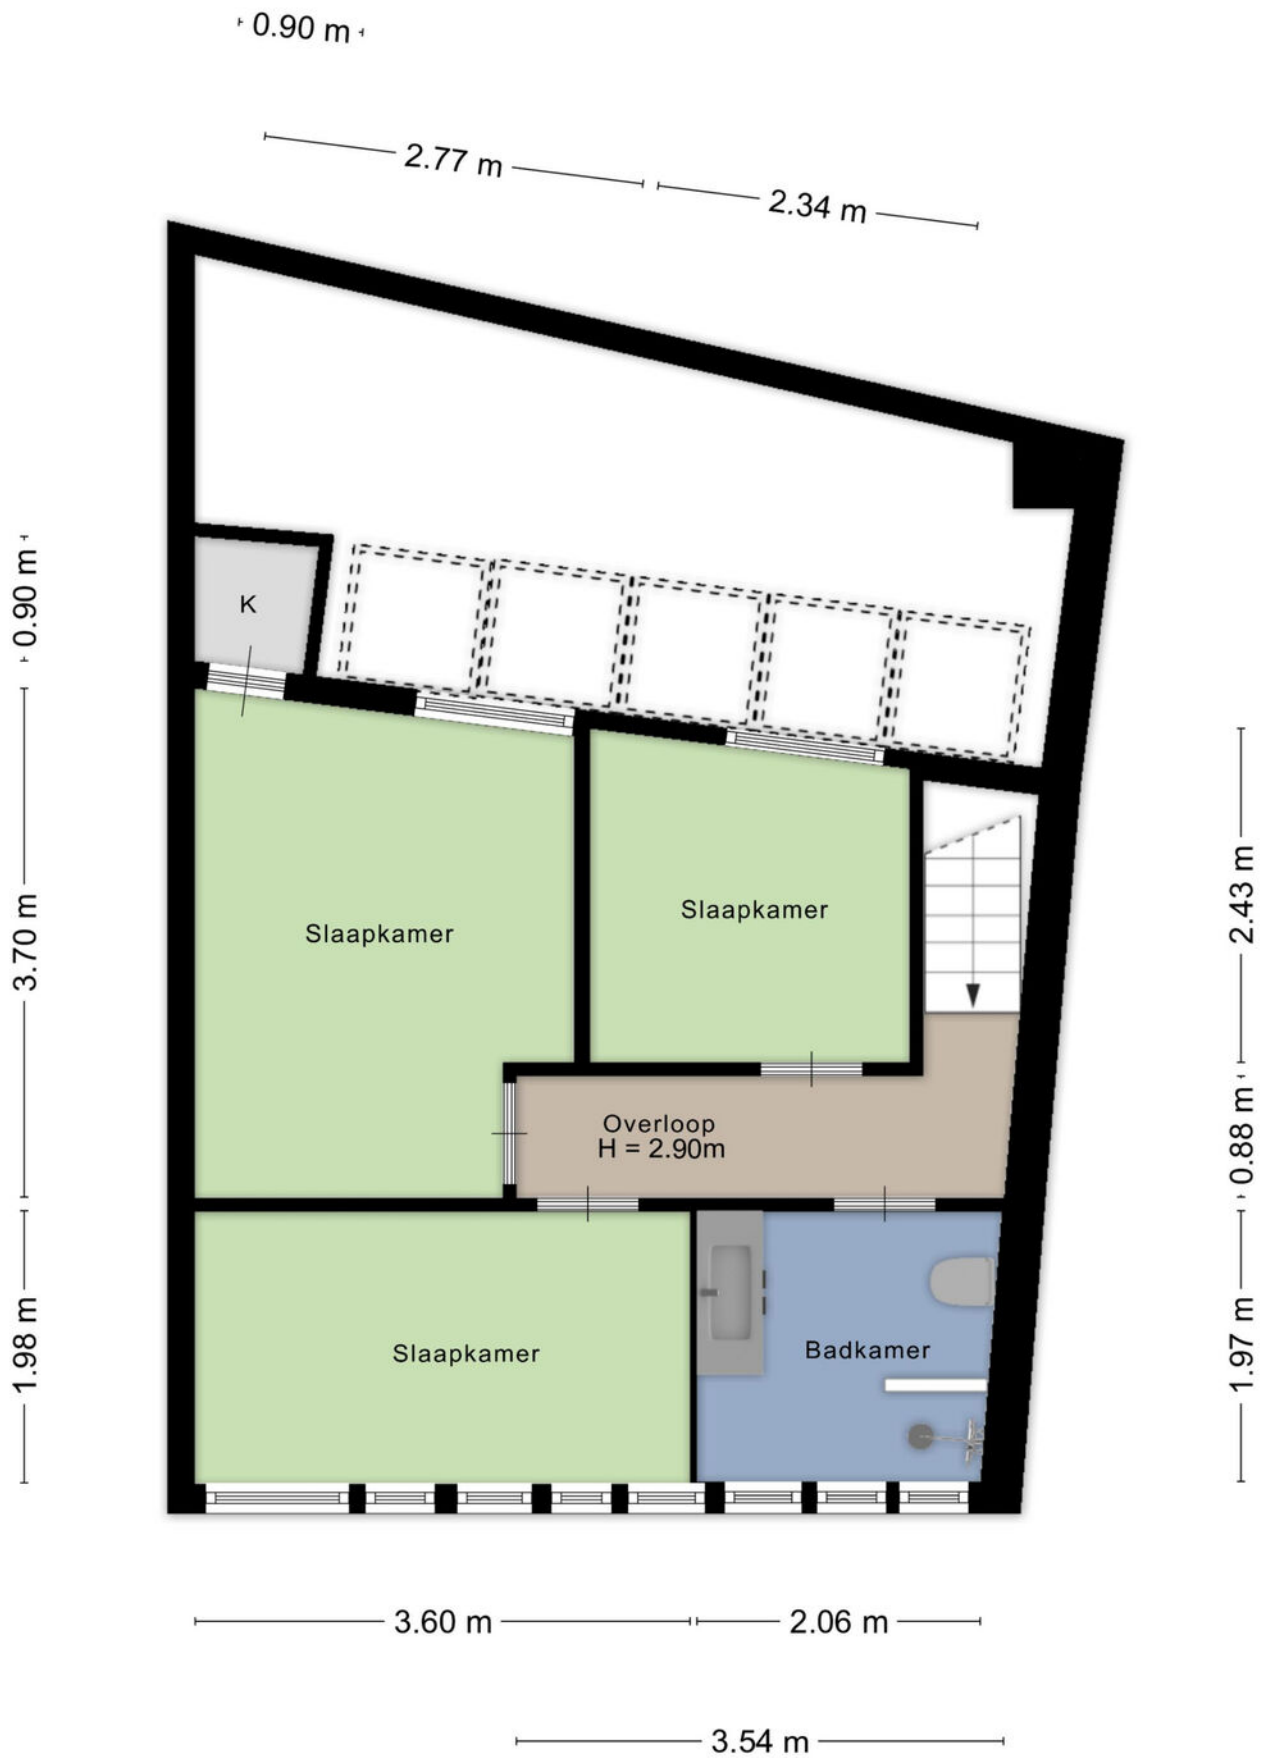 0.90 m
2.77 m
2.34 m
0.90 m
K
3.70 m
2.43 m
Slaapkamer
Slaapkamer
Overloop
H = 2.90m
0.88 m
1.98 m
Slaapkamer
Badkamer
1.97 m
3.60 m
2.06 m
3.54 m